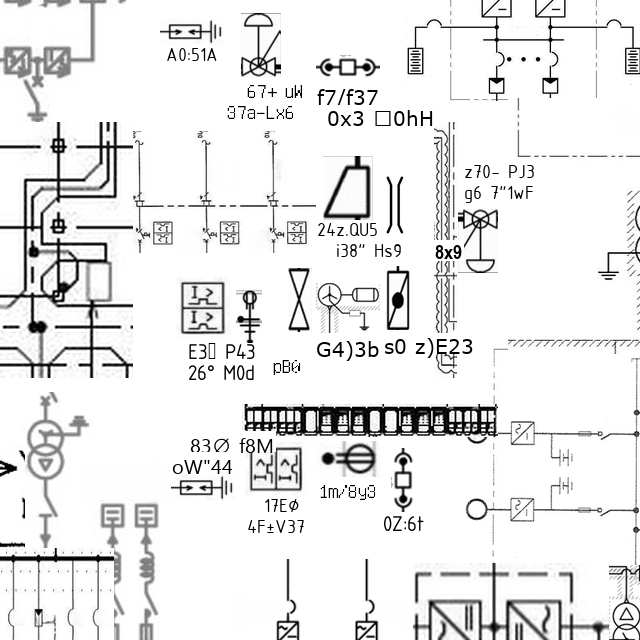 A0:51A
67+ uW
37a-Lx6
f7/f37
0x3 □0hH
z70- PJ3
g6 7"1wF
24z.QU5
i38" Hs9
8x9
E3▯ P43
26° M0d
pB0
G4)3b
s0 z)E23
83∅ f8M
oW"44
17E∅
4F±V37
1m/8y3
0Z:6t